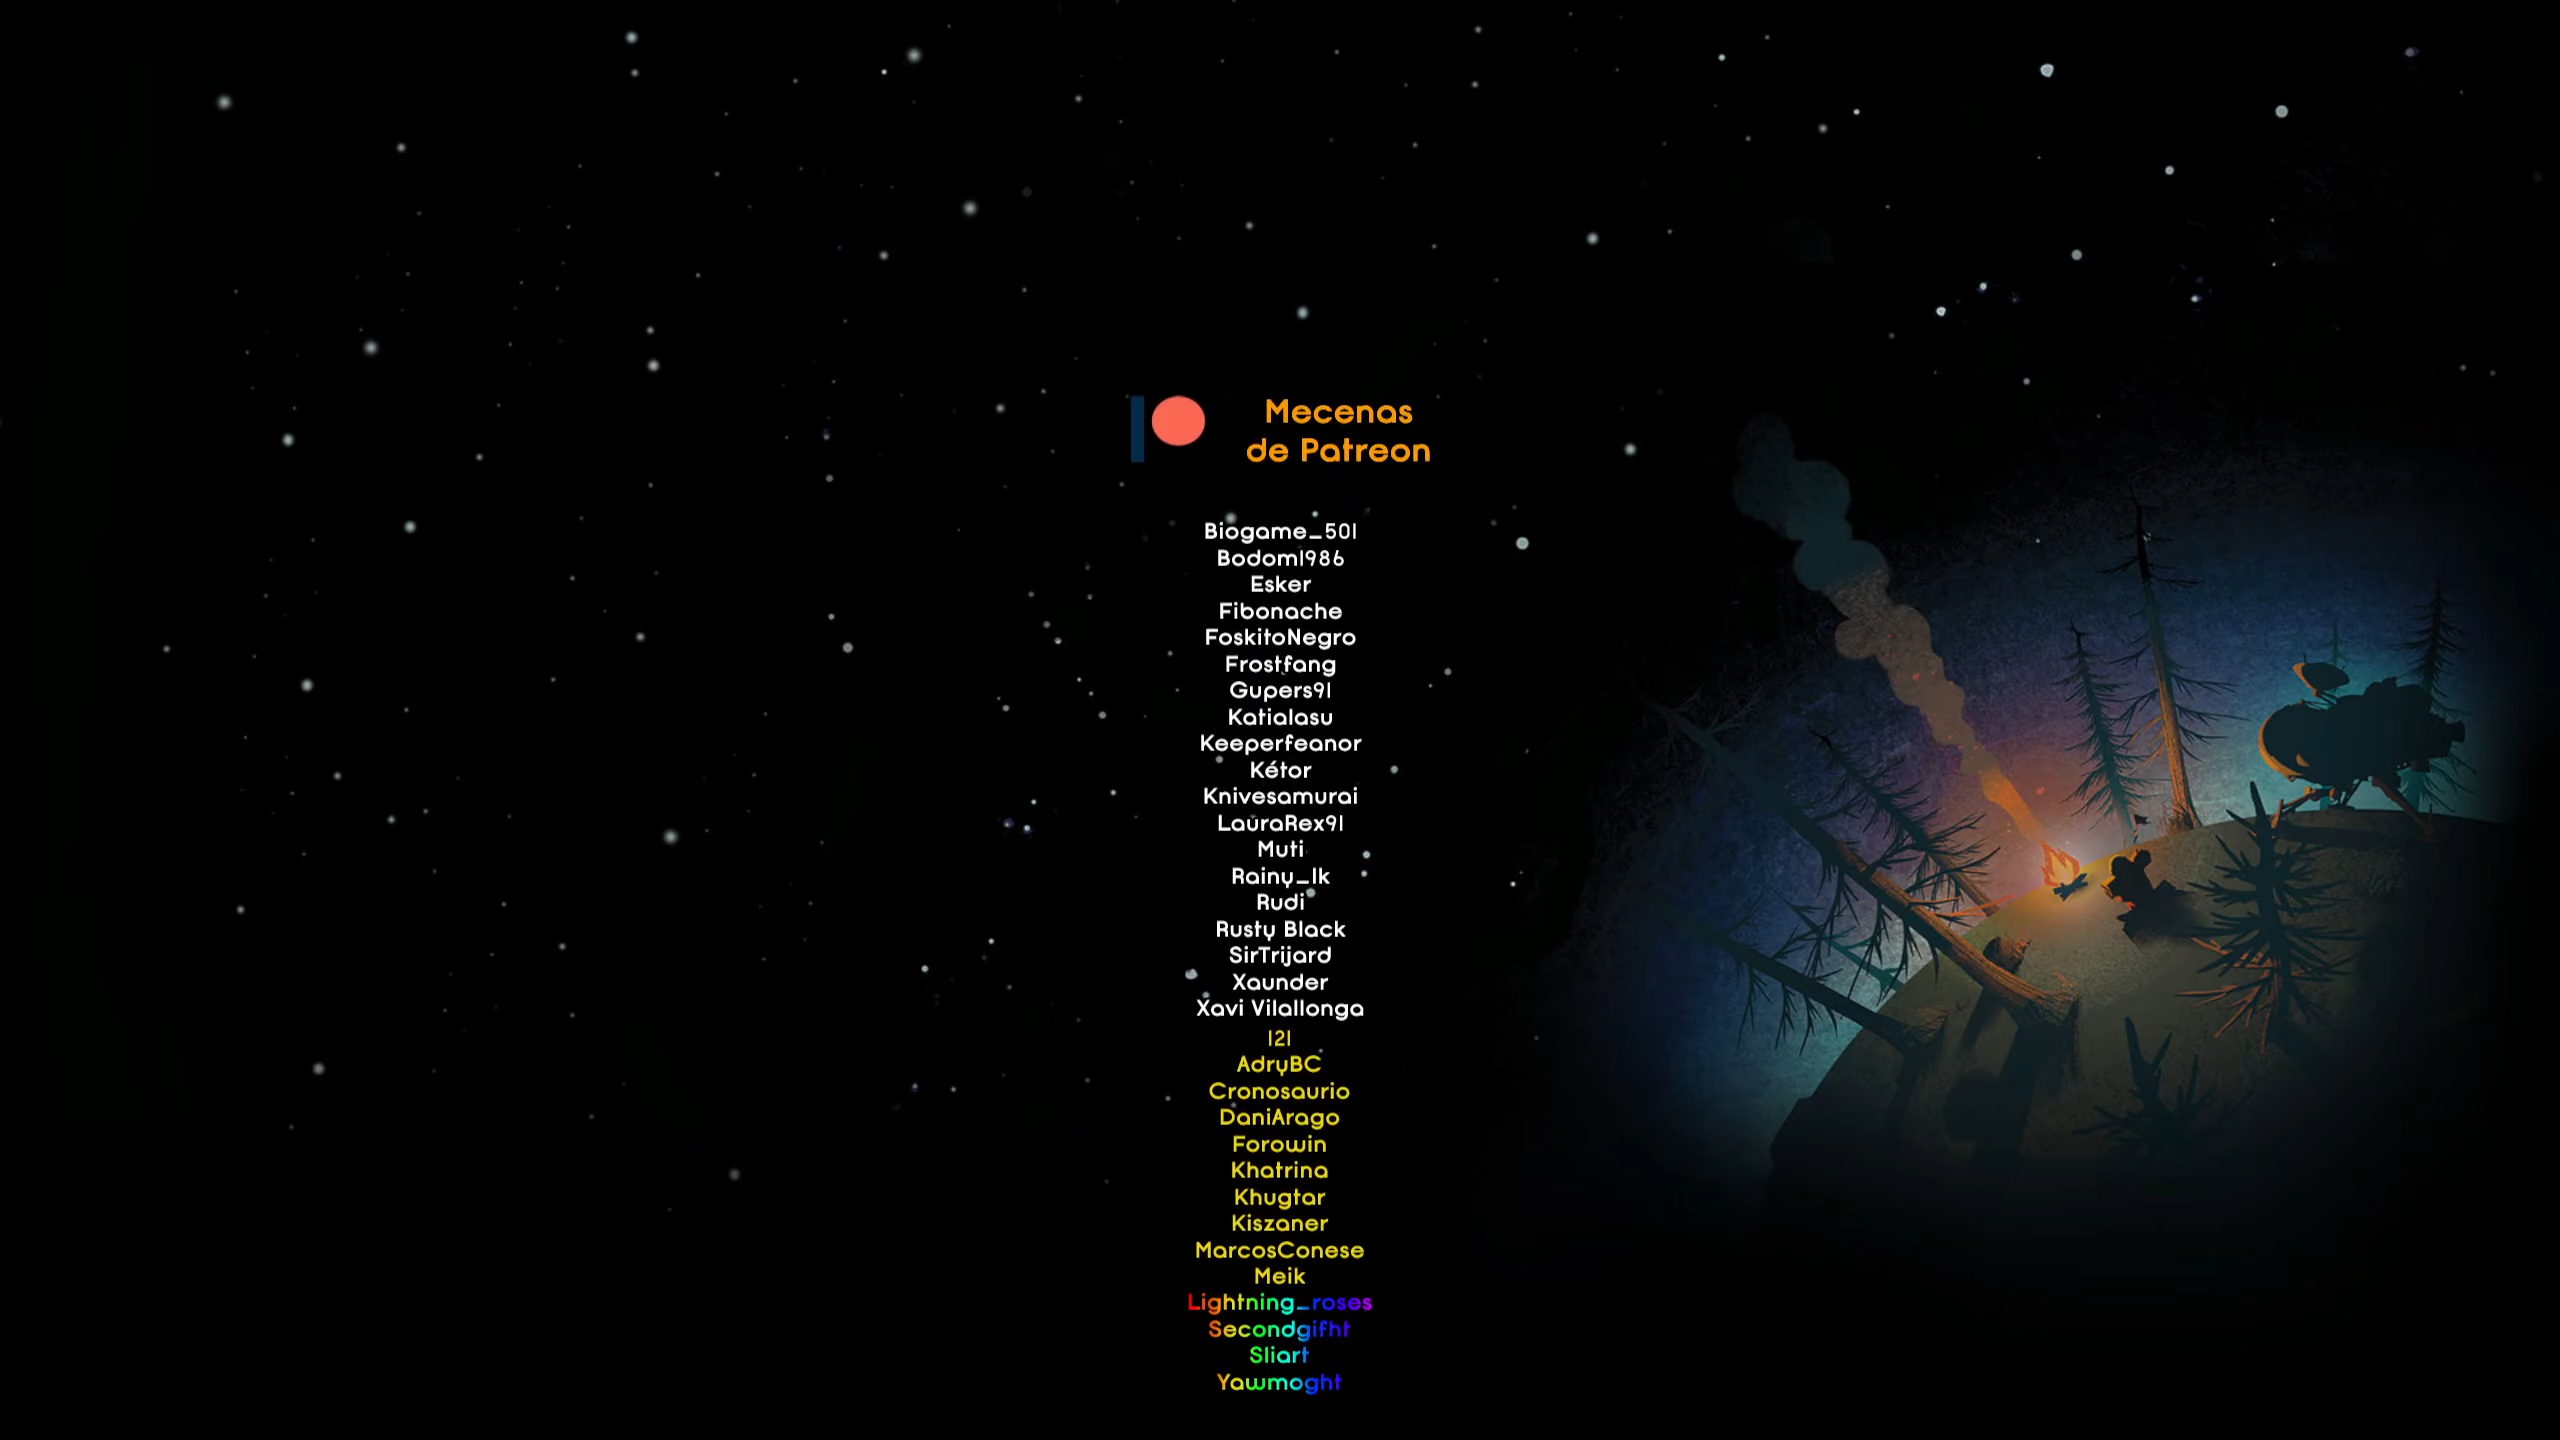 Mecenas
de Patreon
Biogame_501
Bodom1986
Esker
Fibonache
FoskitoNegro
Frostfang
Gupers91
Katialasu
Keeperfeanor
Kétor
Knivesamurai
LauraRex91
Muti
Rainy_lk
Rudi
Rusty Black
SirTrijard
Xaunder
Xavi Vilallonga
121
AdryBC
Cronosaurio
DaniArago
Forowin
Khatrina
Khugtar
Kiszaner
MarcosConese
Meik
Lightning_roses
Secondgifht
Sliart
Yawmoght